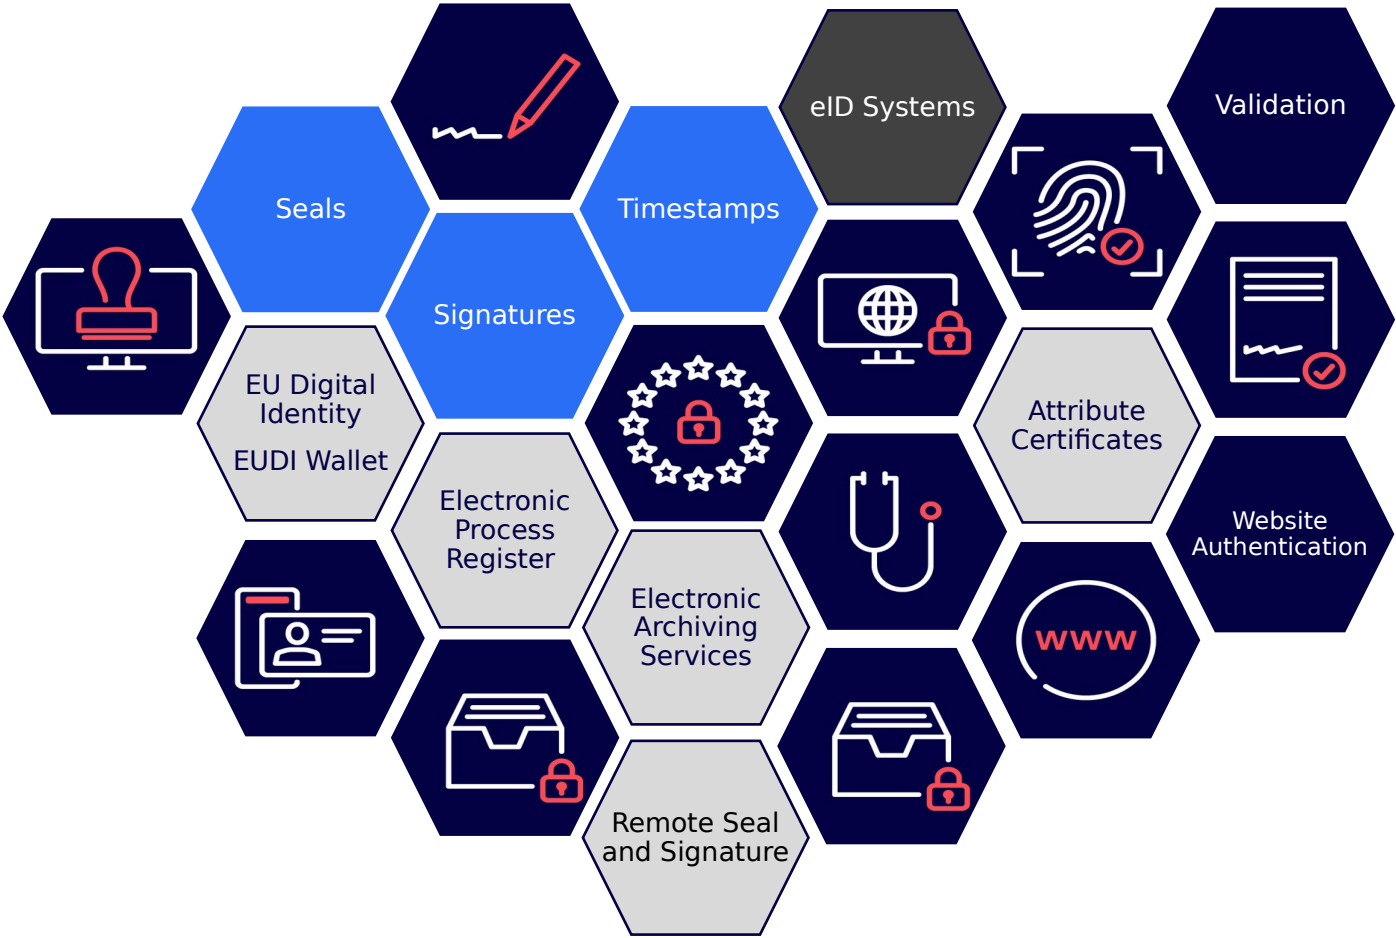 eID Systems
Validation
Seals
Timestamps
Signatures
EU Digital
Identity
EUDI Wallet
Attribute
Certificates
Electronic
Process
Register
Website
Authentication
Electronic
Archiving
Services
www
Remote Seal
and Signature